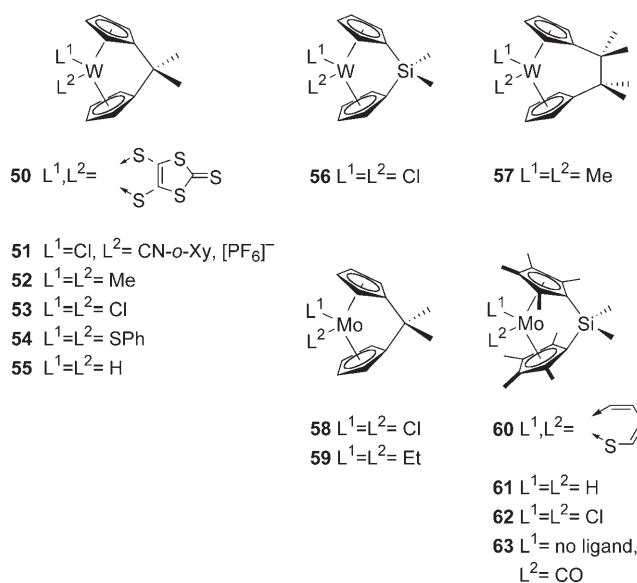 L¹ L² W
L¹ L² W Si
L¹ L² W
50 L¹,L²= S S S S S
56 L¹=L²= Cl
57 L¹=L²= Me
51 L¹=Cl, L²= CN-o-Xy, [PF₆]⁻
52 L¹=L²= Me
53 L¹=L²= Cl
54 L¹=L²= SPh
55 L¹=L²= H
L¹ L² Mo
L¹ L² Mo Si
58 L¹=L²= Cl
59 L¹=L²= Et
60 L¹,L²= S
61 L¹=L²= H
62 L¹=L²= Cl
63 L¹= no ligand,
L²= CO